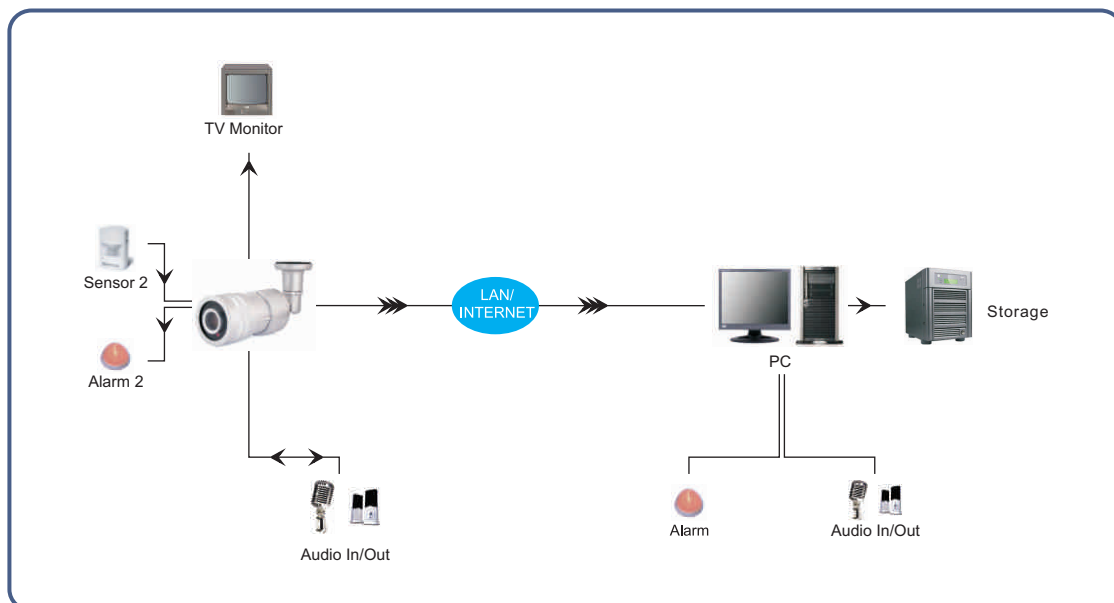 TV Monitor
Sensor 2
Alarm 2
LAN/
INTERNET
PC
Storage
Audio In/Out
Alarm
Audio In/Out